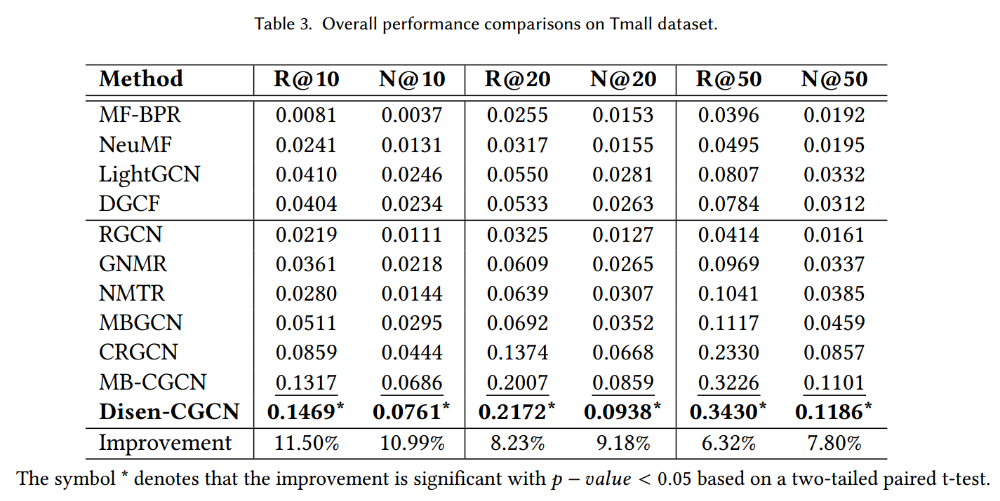 Table 3. Overall performance comparisons on Tmall dataset.
Method R@10 N@10 R@20 N@20 R@50 N@50
MF-BPR 0.0081 0.0037 0.0255 0.0153 0.0396 0.0192
NeuMF 0.0241 0.0131 0.0317 0.0155 0.0495 0.0195
LightGCN 0.0410 0.0246 0.0550 0.0281 0.0807 0.0332
DGCF 0.0404 0.0234 0.0533 0.0263 0.0784 0.0312
RGCN 0.0219 0.0111 0.0325 0.0127 0.0414 0.0161
GNMR 0.0361 0.0218 0.0609 0.0265 0.0969 0.0337
NMTR 0.0280 0.0144 0.0639 0.0307 0.1041 0.0385
MBGCN 0.0511 0.0295 0.0692 0.0352 0.1117 0.0459
CRGCN 0.0859 0.0444 0.1374 0.0668 0.2330 0.0857
MB-CGCN 0.1317 0.0686 0.2007 0.0859 0.3226 0.1101
Disen-CGCN 0.1469* 0.0761* 0.2172* 0.0938* 0.3430* 0.1186*
Improvement 11.50% 10.99% 8.23% 9.18% 6.32% 7.80%
The symbol * denotes that the improvement is significant with p − value < 0.05 based on a two-tailed paired t-test.